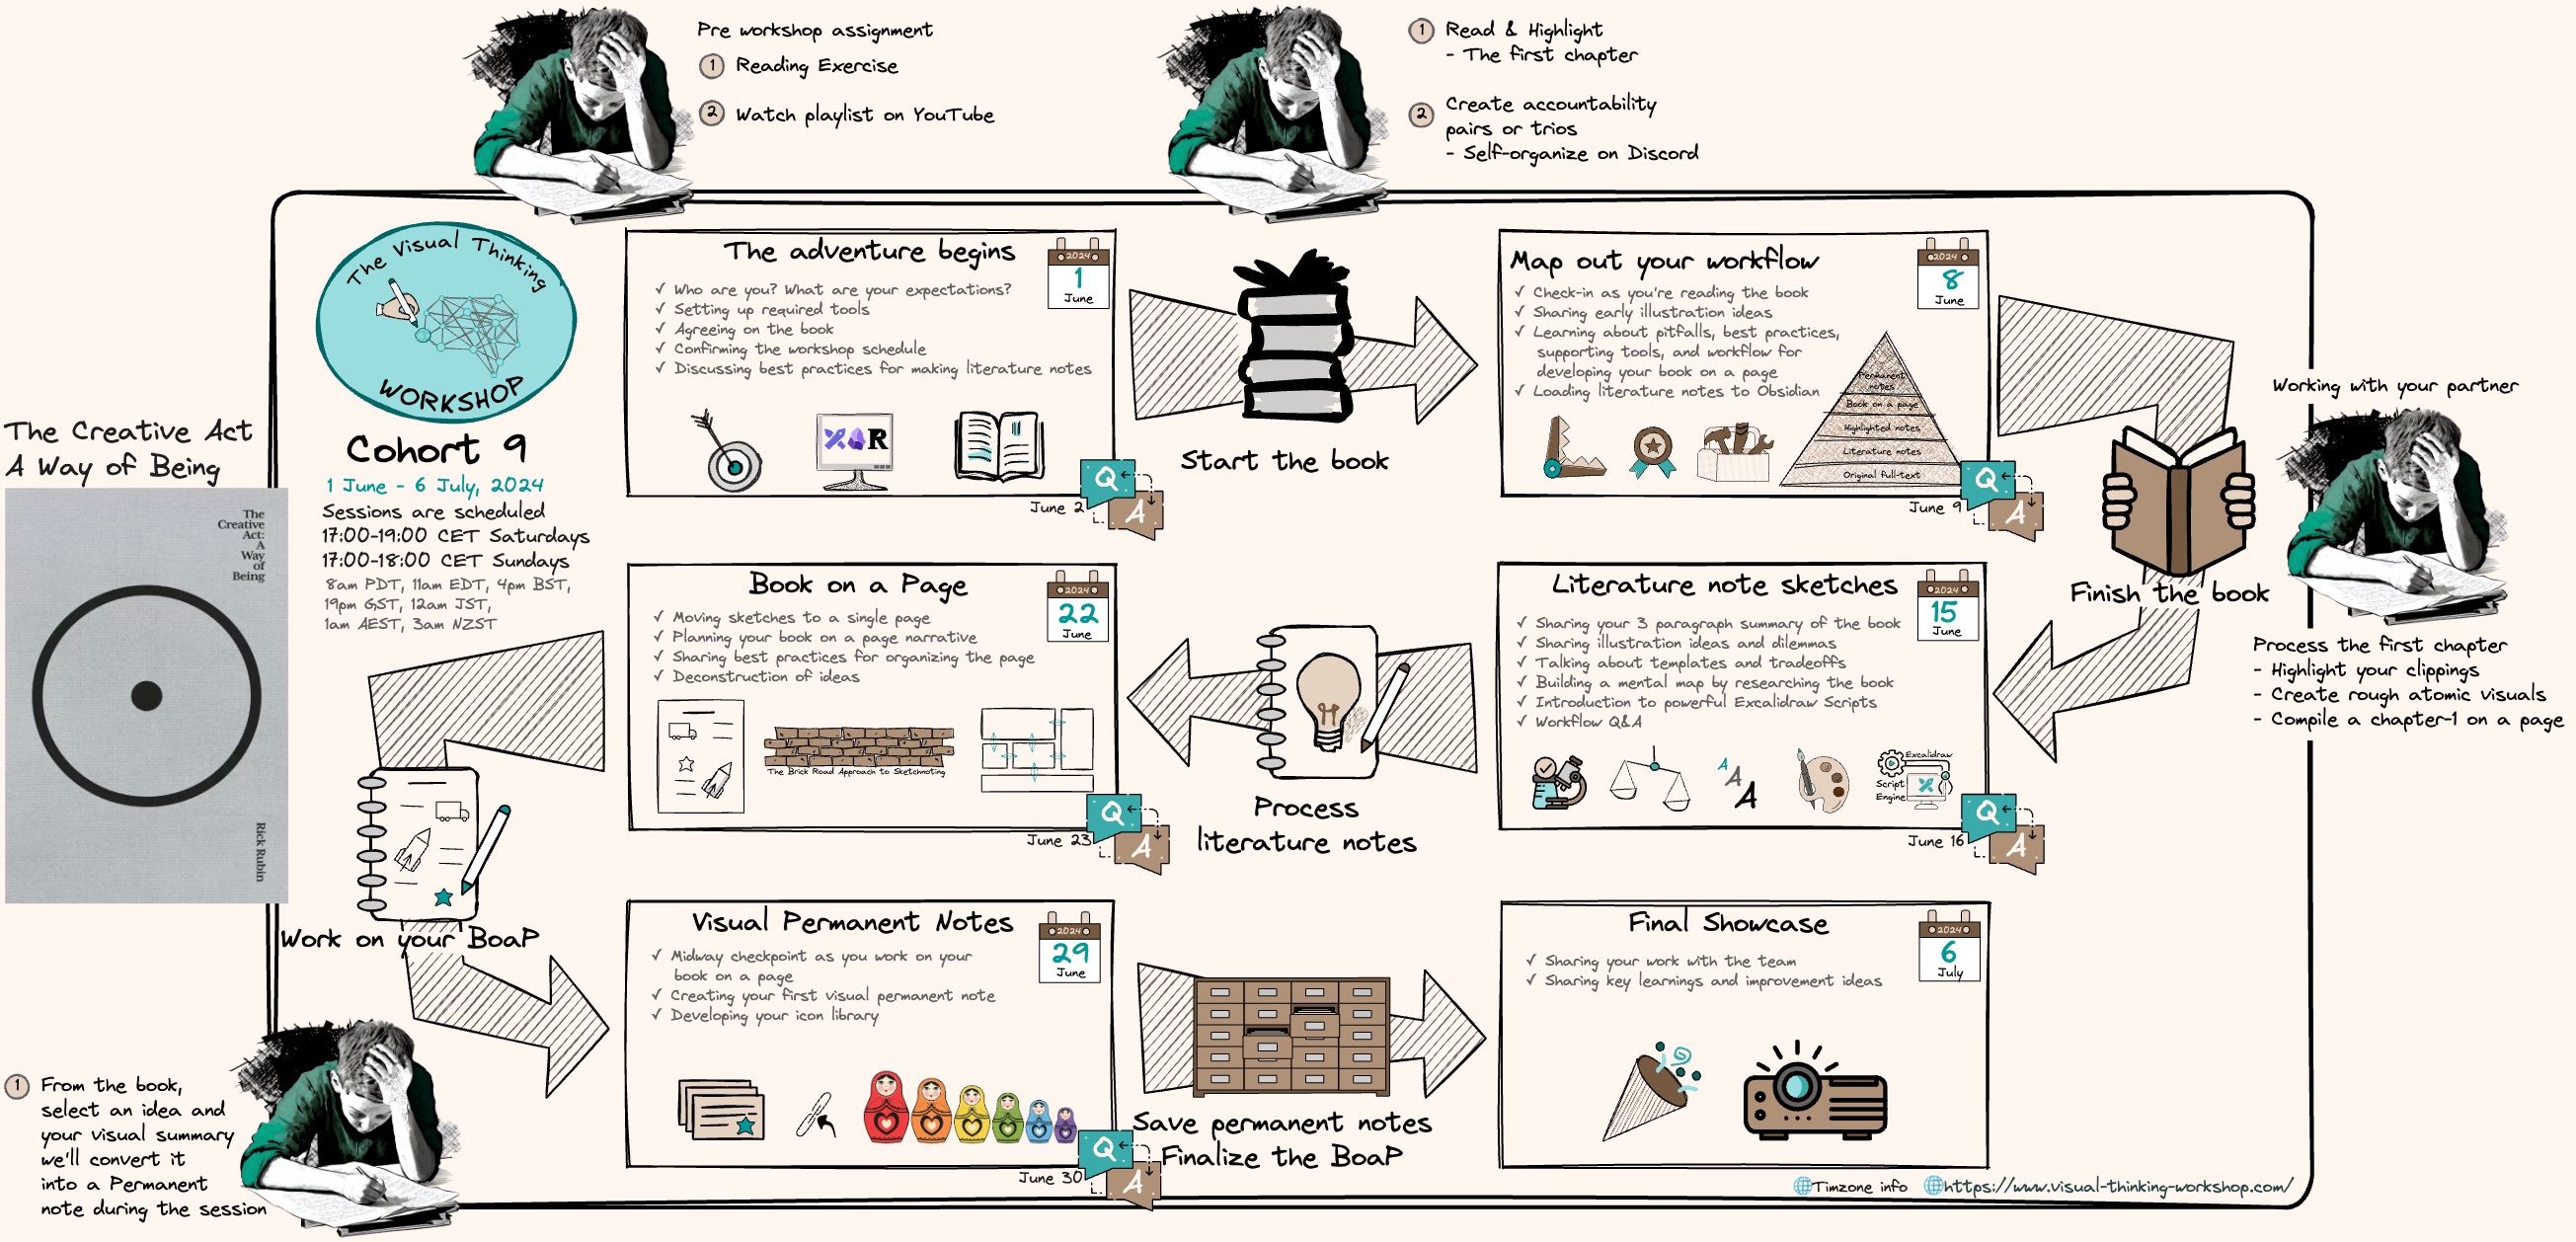 Pre workshop assignment
1 Reading Exercise
2 Watch playlist on YouTube
1 Read & Highlight
- The first chapter
2 Create accountability
pairs or trios
- Self-organize on Discord
The Visual Thinking
WORKSHOP
Cohort 9
1 June - 6 July, 2024
Sessions are scheduled
17:00-19:00 CET Saturdays
17:00-18:00 CET Sundays
8am PDT, 11am EDT, 4pm BST,
19pm GST, 12am JST,
1am AEST, 3am NZST
The Creative Act
A Way of Being
The
Creative
Act:
A
Way
of
Being
Rick Rubin
The adventure begins
2024
1
June
✓ Who are you? What are your expectations?
✓ Setting up required tools
✓ Agreeing on the book
✓ Confirming the workshop schedule
✓ Discussing best practices for making literature notes
R
June 2
Q
A
Start the book
Map out your workflow
2024
8
June
✓ Check-in as you're reading the book
✓ Sharing early illustration ideas
✓ Learning about pitfalls, best practices,
supporting tools, and workflow for
developing your book on a page
✓ Loading literature notes to Obsidian
Permanent
notes
Book on a page
Highlighted notes
Literature notes
Original full-text
June 9
Q
A
Working with your partner
Finish the book
Process the first chapter
- Highlight your clippings
- Create rough atomic visuals
- Compile a chapter-1 on a page
Literature note sketches
2024
15
June
✓ Sharing your 3 paragraph summary of the book
✓ Sharing illustration ideas and dilemmas
✓ Talking about templates and tradeoffs
✓ Building a mental map by researching the book
✓ Introduction to powerful Excalidraw Scripts
✓ Workflow Q&A
A
A
A
Excalidraw
Script
Engine
June 16
Q
A
Process
literature notes
Book on a Page
2024
22
June
✓ Moving sketches to a single page
✓ Planning your book on a page narrative
✓ Sharing best practices for organizing the page
✓ Deconstruction of ideas
The Brick Road Approach to Sketchnoting
June 23
Q
A
Work on your BoaP
1 From the book,
select an idea and
your visual summary
we'll convert it
into a Permanent
note during the session
Visual Permanent Notes
2024
29
June
✓ Midway checkpoint as you work on your
book on a page
✓ Creating your first visual permanent note
✓ Developing your icon library
June 30
Q
A
Save permanent notes
Finalize the BoaP
Final Showcase
2024
6
July
✓ Sharing your work with the team
✓ Sharing key learnings and improvement ideas
Timzone info
https://www.visual-thinking-workshop.com/